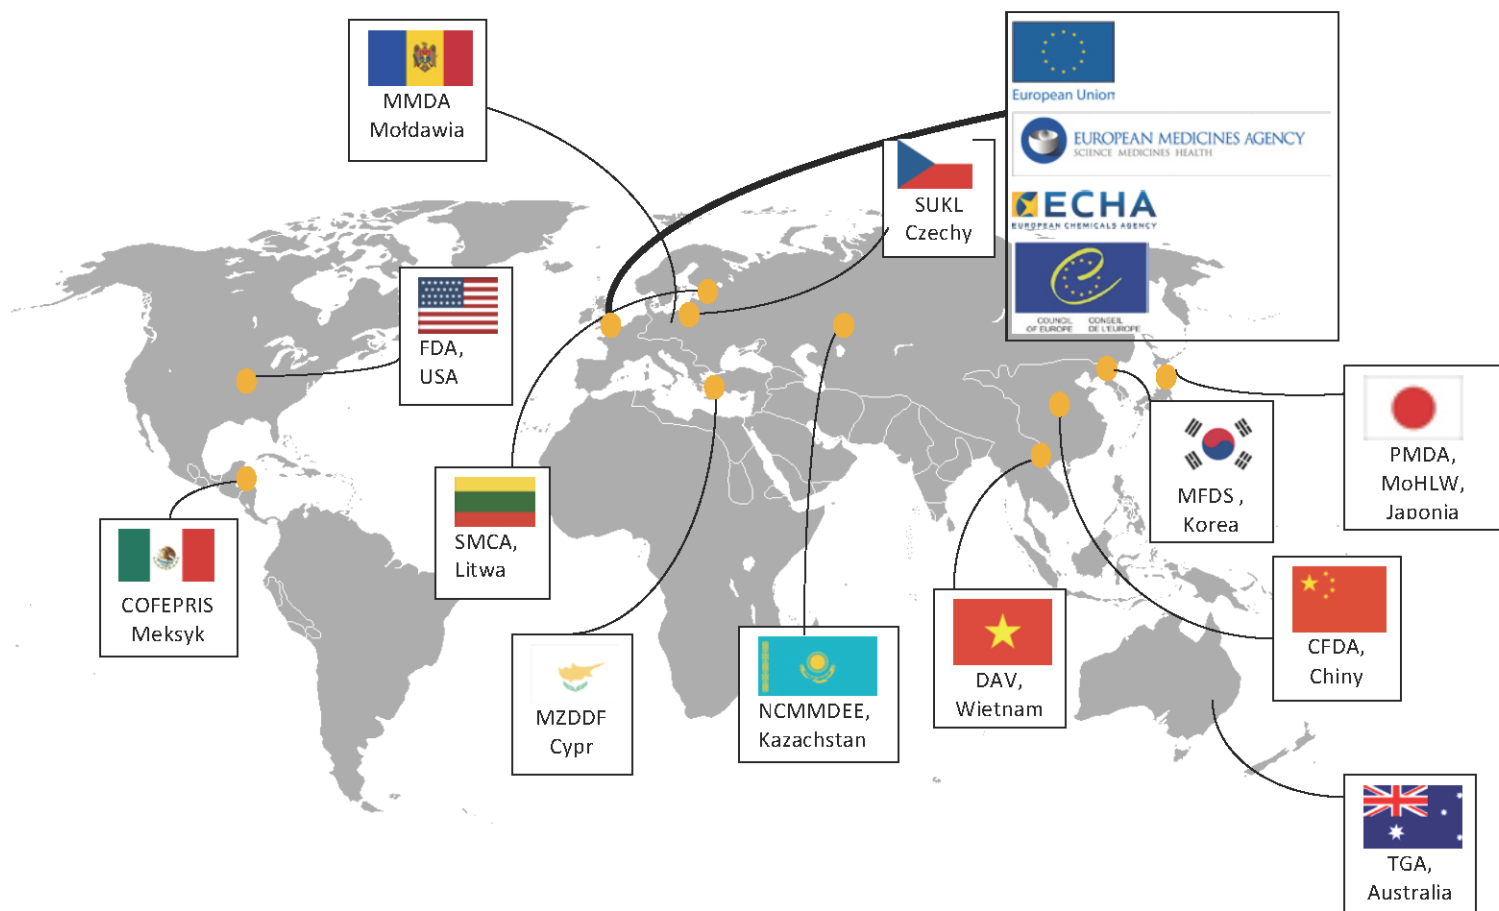 MMDA
Mołdawia
European Union
EUROPEAN MEDICINES AGENCY
SCIENCE MEDICINES HEALTH
ECHA
EUROPEAN CHEMICALS AGENCY
COUNCIL CONSEIL
OF EUROPE DE L'EUROPE
SUKL
Czechy
FDA,
USA
COFEPRIS
Meksyk
SMCA,
Litwa
MZDDF
Cypr
NCMMDEE,
Kazachstan
DAV,
Wietnam
MFDS ,
Korea
PMDA,
MoHLW,
Japonia
CFDA,
Chiny
TGA,
Australia